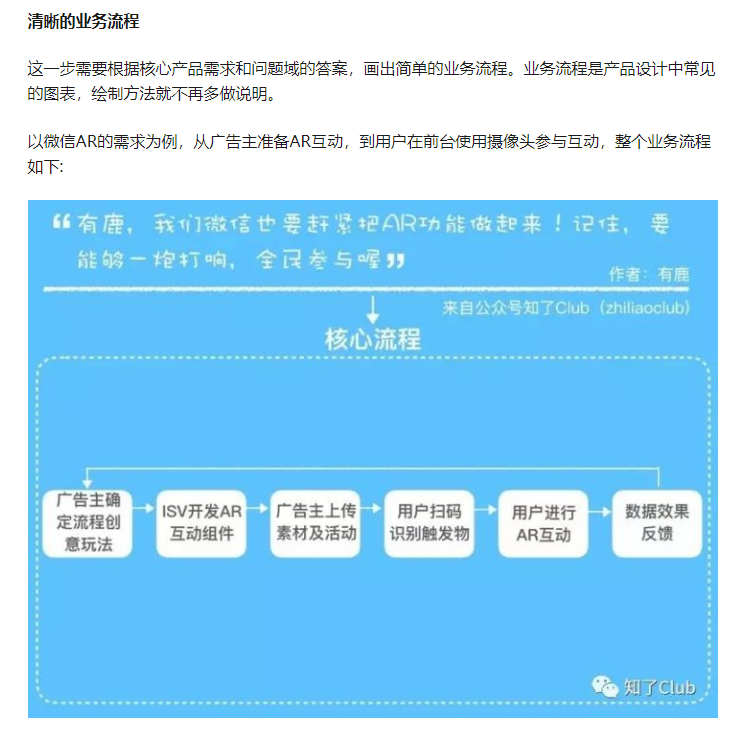 清晰的业务流程
这一步需要根据核心产品需求和问题域的答案，画出简单的业务流程。业务流程是产品设计中常见
的图表，绘制方法就不再多做说明。
以微信AR的需求为例，从广告主准备AR互动，到用户在前台使用摄像头参与互动，整个业务流程
如下:
“有鹿，我们微信也要赶紧把AR功能做起来！记住，要
能够一炮打响，全民参与喔”
作者：有鹿
来自公众号知了Club（zhiliaoclub）
核心流程
广告主确
定流程创
意玩法
ISV开发AR
互动组件
广告主上传
素材及活动
用户扫码
识别触发物
用户进行
AR互动
数据效果
反馈
知了Club